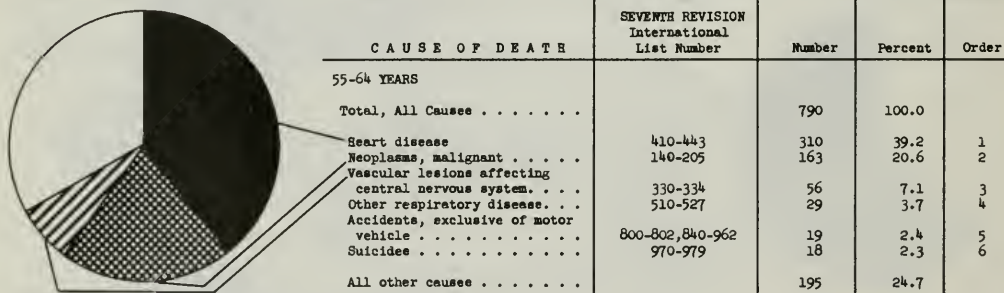 CAUSE OF DEATH SEVENTH REVISION International List Number Number Percent Order
55-64 YEARS
Total, All Causee . . . . . . . 790 100.0
Heart disease 410-443 310 39.2 1
Neoplasms, malignant . . . . . 140-205 163 20.6 2
Vascular lesions affecting
central nervous system. . . . 330-334 56 7.1 3
Other respiratory disease. . . 510-527 29 3.7 4
Accidents, exclusive of motor
vehicle . . . . . . . . . . . 800-802,840-962 19 2.4 5
Suicidee . . . . . . . . . . . 970-979 18 2.3 6
All other causee . . . . . . . 195 24.7